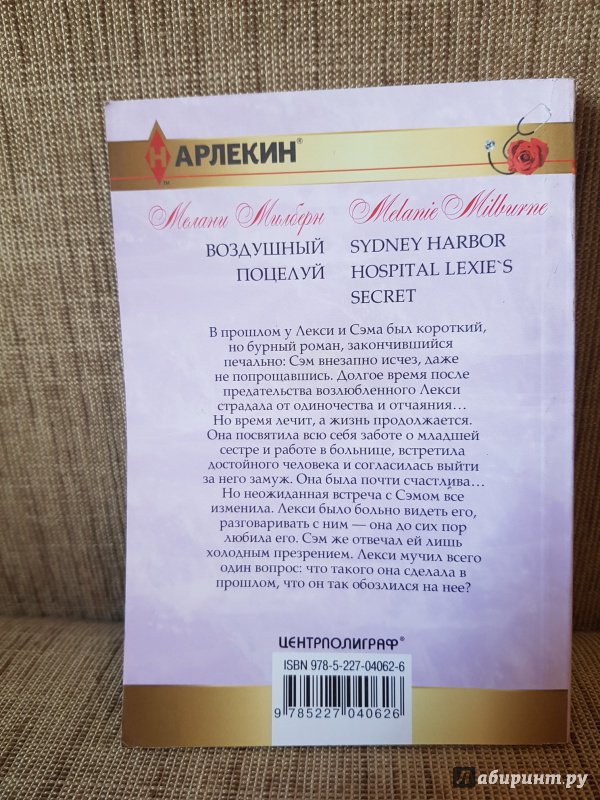 Н АРЛЕКИН®
TM
Мелани Милберн
ВОЗДУШНЫЙ
ПОЦЕЛУЙ
Melanie Milburne
SYDNEY HARBOR
HOSPITAL LEXIE`S
SECRET
В прошлом у Лекси и Сэма был короткий,
но бурный роман, закончившийся
печально: Сэм внезапно исчез, даже
не попрощавшись. Долгое время после
предательства возлюбленного Лекси
страдала от одиночества и отчаяния...
Но время лечит, а жизнь продолжается.
Она посвятила всю себя заботе о младшей
сестре и работе в больнице, встретила
достойного человека и согласилась выйти
за него замуж. Она была почти счастлива...
Но неожиданная встреча с Сэмом все
изменила. Лекси было больно видеть его,
разговаривать с ним — она до сих пор
любила его. Сэм же отвечал ей лишь
холодным презрением. Лекси мучил всего
один вопрос: что такого она сделала в
прошлом, что он так обозлился на нее?
ЦЕНТРПОЛИГРАФ®
ISBN 978-5-227-04062-6
9 785227 040626
абиринт.ру